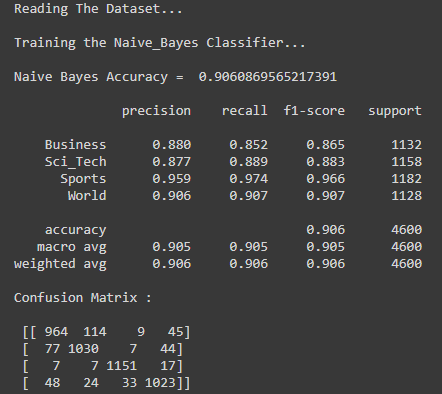 Reading The Dataset...
Training the Naive_Bayes Classifier...
Naive Bayes Accuracy =  0.9060869565217391
              precision    recall  f1-score   support
    Business      0.880     0.852     0.865      1132
    Sci_Tech      0.877     0.889     0.883      1158
      Sports      0.959     0.974     0.966      1182
       World      0.906     0.907     0.907      1128
    accuracy                          0.906      4600
   macro avg      0.905     0.905     0.905      4600
weighted avg      0.906     0.906     0.906      4600
Confusion Matrix :
 [[ 964  114    9   45]
 [  77 1030    7   44]
 [   7    7 1151   17]
 [  48   24   33 1023]]